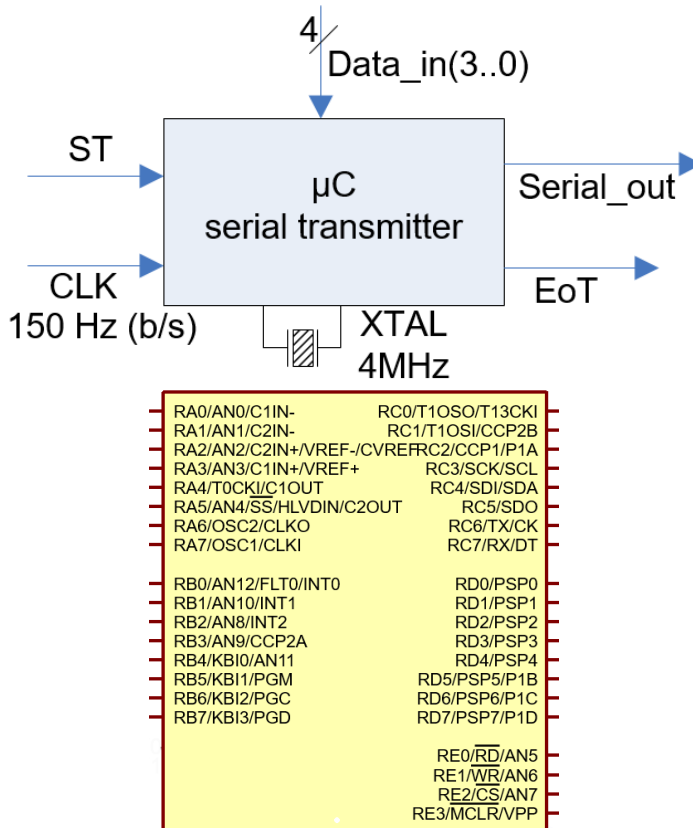 4
Data_in(3..0)
ST
µC
serial transmitter
Serial_out
CLK
150 Hz (b/s)
EoT
XTAL
4MHz
RA0/AN0/C1IN- RC0/T1OSO/T13CKI
RA1/AN1/C2IN- RC1/T1OSI/CCP2B
RA2/AN2/C2IN+/VREF-/CVREF RC2/CCP1/P1A
RA3/AN3/C1IN+/VREF+ RC3/SCK/SCL
RA4/T0CKI/C1OUT RC4/SDI/SDA
RA5/AN4/SS/HLVDIN/C2OUT RC5/SDO
RA6/OSC2/CLKO RC6/TX/CK
RA7/OSC1/CLKI RC7/RX/DT
RB0/AN12/FLT0/INT0 RD0/PSP0
RB1/AN10/INT1 RD1/PSP1
RB2/AN8/INT2 RD2/PSP2
RB3/AN9/CCP2A RD3/PSP3
RB4/KBI0/AN11 RD4/PSP4
RB5/KBI1/PGM RD5/PSP5/P1B
RB6/KBI2/PGC RD6/PSP6/P1C
RB7/KBI3/PGD RD7/PSP7/P1D
RE0/RD/AN5
RE1/WR/AN6
RE2/CS/AN7
RE3/MCLR/VPP